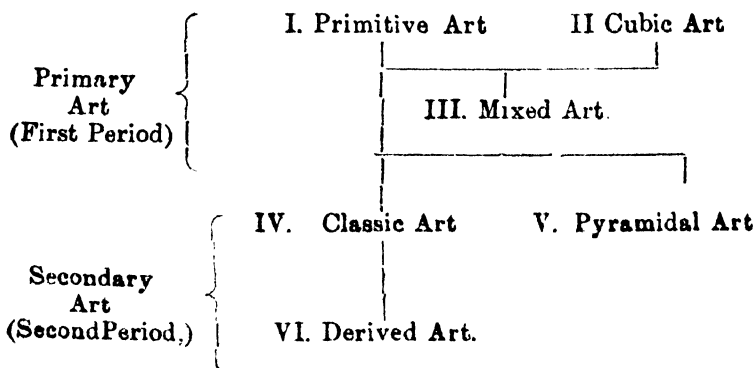 I. Primitive Art II Cubic Art
Primary
Art
(First Period)
III. Mixed Art.
IV. Classic Art V. Pyramidal Art
Secondary
Art
(SecondPeriod,)
VI. Derived Art.